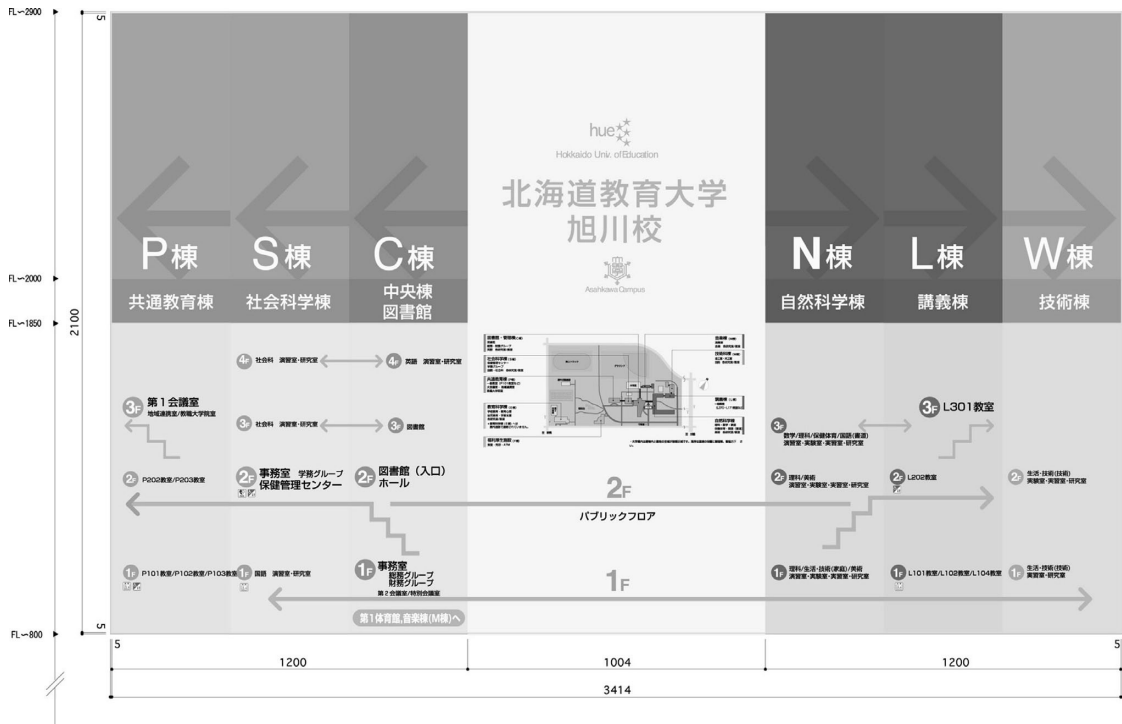 FL∽2900
FL∽2000
FL∽1850
FL∽800
5
2100
5
P棟
共通教育棟
S棟
社会科学棟
C棟
中央棟
図書館
hue
Hokkaido Univ. of Education
北海道教育大学
旭川校
Asahikawa Campus
N棟
自然科学棟
L棟
講義棟
W棟
技術棟
4F 社会科 演習室・研究室
4F 英語 演習室・研究室
3F 第1会議室
地域連携室/教職大学院室
3F 社会科 演習室・研究室
3F 図書館
3F
数学/理科/保健体育/国語(書道)
演習室・実験室・実習室・研究室
3F L301教室
2F P202教室/P203教室
2F 事務室 学務グループ
保健管理センター
2F 図書館(入口)
ホール
2F
パブリックフロア
2F 理科/美術
演習室・実験室・実習室・研究室
2F L202教室
2F 生活・技術(技術)
実験室・実習室・研究室
1F P101教室/P102教室/P103教室
1F 国語 演習室・研究室
1F 事務室
総務グループ
財務グループ
第2会議室/特別会議室
第1体育館,音楽棟(M棟)へ
1F
1F 理科/生活・技術(家庭)/美術
演習室・実験室・実習室・研究室
1F L101教室/L102教室/L104教室
1F 生活・技術(技術)
実習室・研究室
5
1200
1004
1200
5
3414